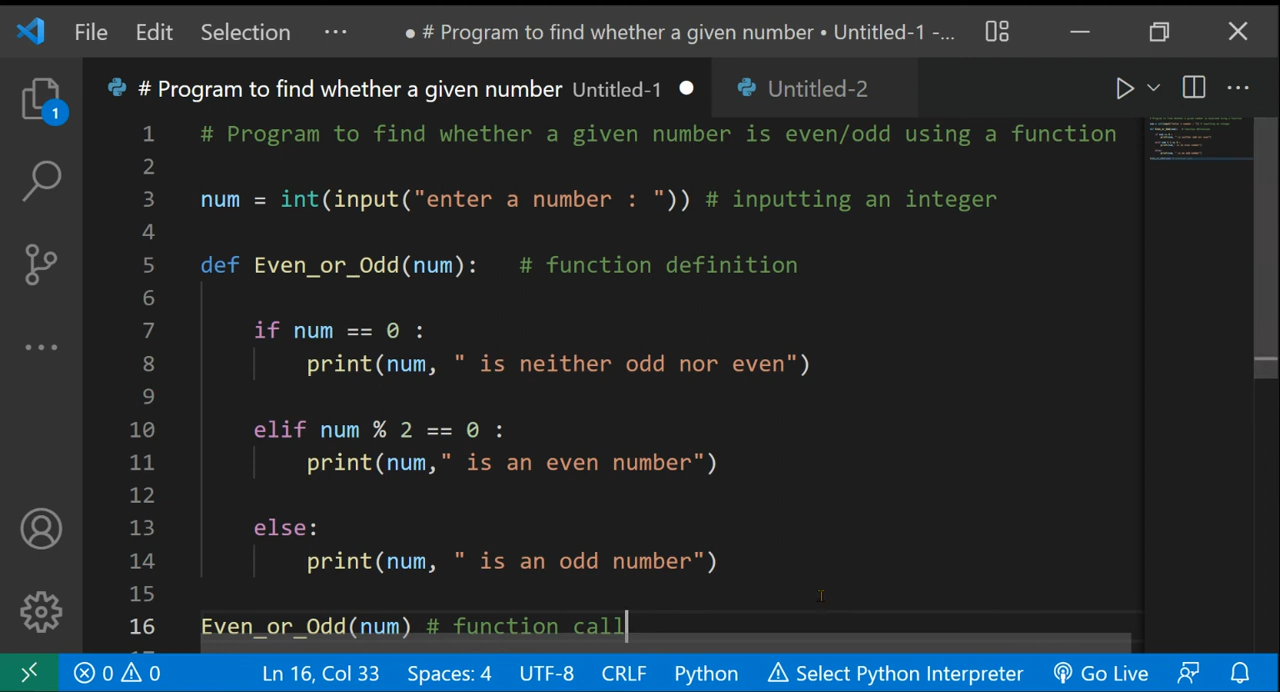 File Edit Selection ··· ● # Program to find whether a given number • Untitled-1 -...
# Program to find whether a given number Untitled-1 ● Untitled-2
1 # Program to find whether a given number is even/odd using a function
2
3 num = int(input("enter a number : ")) # inputting an integer
4
5 def Even_or_Odd(num):   # function definition
6
7     if num == 0 :
8         print(num, " is neither odd nor even")
9
10     elif num % 2 == 0 :
11         print(num," is an even number")
12
13     else:
14         print(num, " is an odd number")
15
16 Even_or_Odd(num) # function call
1
0 0 Ln 16, Col 33 Spaces: 4 UTF-8 CRLF Python Select Python Interpreter Go Live